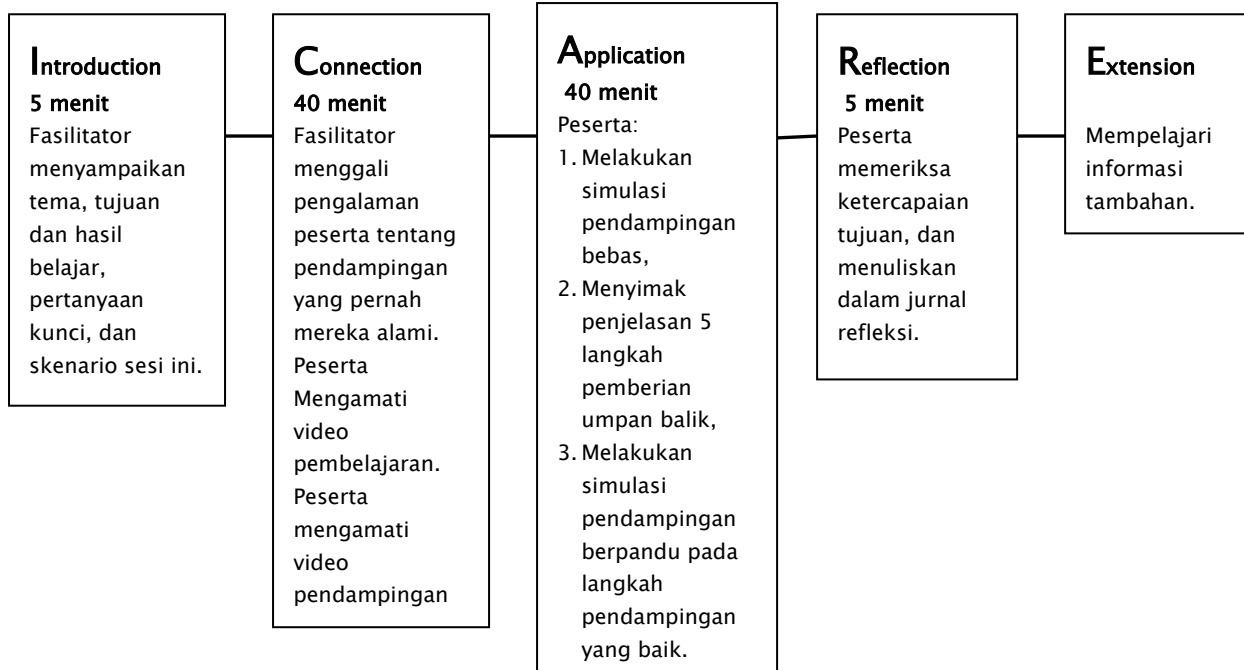 Introduction
5 menit
Fasilitator
menyampaikan
tema, tujuan
dan hasil
belajar,
pertanyaan
kunci, dan
skenario sesi ini.
Connection
40 menit
Fasilitator
menggali
pengalaman
peserta tentang
pendampingan
yang pernah
mereka alami.
Peserta
Mengamati
video
pembelajaran.
Peserta
mengamati
video
pendampingan
Application
40 menit
Peserta:
1. Melakukan
simulasi
pendampingan
bebas,
2. Menyimak
penjelasan 5
langkah
pemberian
umpan balik,
3. Melakukan
simulasi
pendampingan
berpandu pada
langkah
pendampingan
yang baik.
Reflection
5 menit
Peserta
memeriksa
ketercapaian
tujuan, dan
menuliskan
dalam jurnal
refleksi.
Extension
Mempelajari
informasi
tambahan.